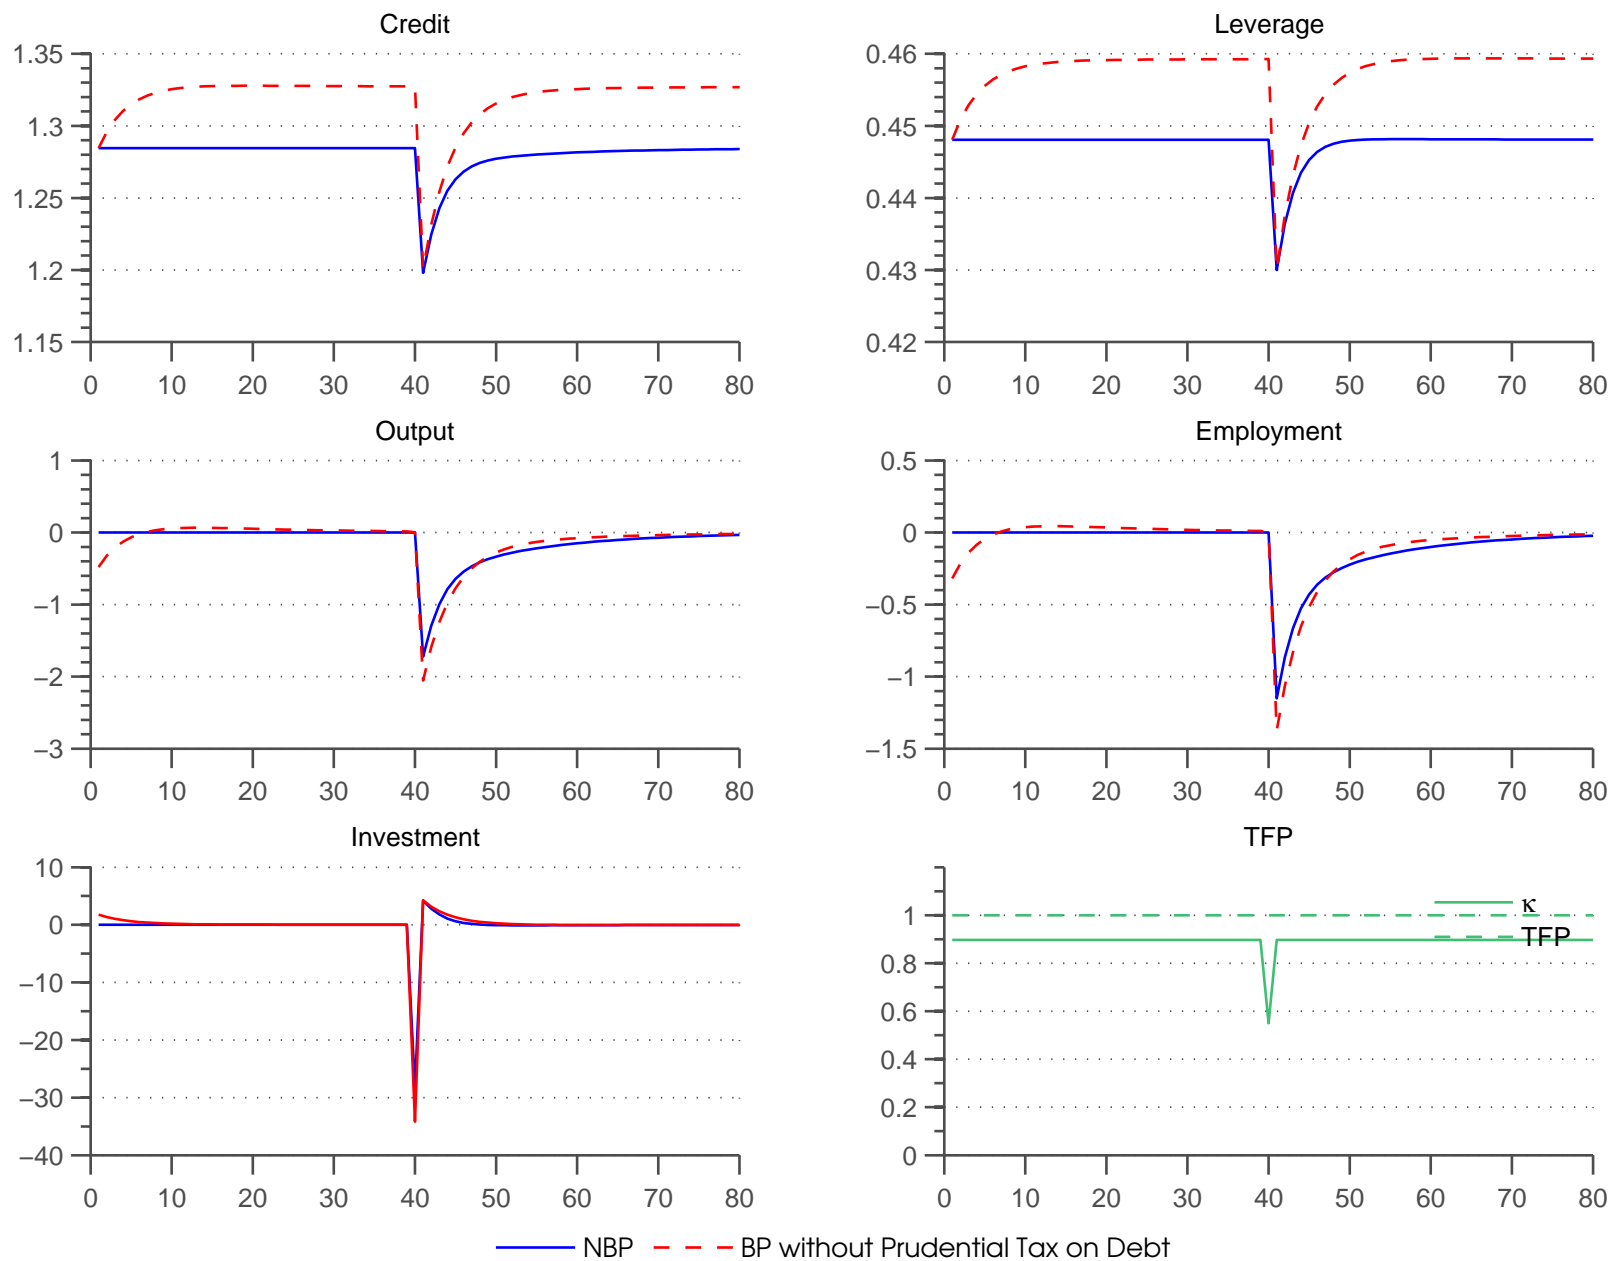 Credit Leverage
1.35 0.46
1.3 0.45
1.25 0.44
1.2 0.43
1.15 0.42
0 10 20 30 40 50 60 70 80 0 10 20 30 40 50 60 70 80
Output Employment
1 0.5
0 0
−1 −0.5
−2 −1
−3 −1.5
0 10 20 30 40 50 60 70 80 0 10 20 30 40 50 60 70 80
Investment TFP
10
κ
0 1
TFP
−10 0.8
−20 0.6
0.4
−30 0.2
−40 0
0 10 20 30 40 50 60 70 80 0 10 20 30 40 50 60 70 80
NBP BP without Prudential Tax on Debt